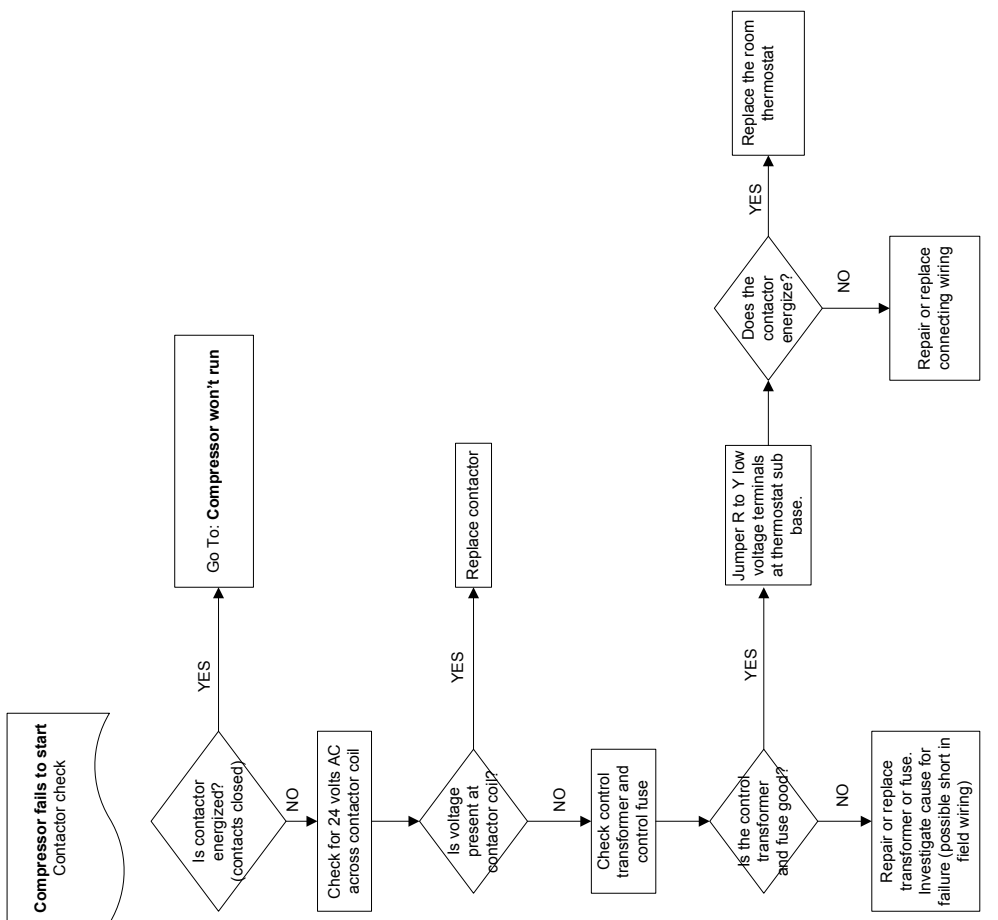 Compressor fails to start
Contactor check
Is contactor
energized?
(contacts closed)
YES
Go To: Compressor won't run
NO
Check for 24 volts AC
across contactor coil
Is voltage
present at
contactor coil?
YES
Replace contactor
NO
Check control
transformer and
control fuse
Is the control
transformer
and fuse good?
YES
Jumper R to Y low
voltage terminals
at thermostat sub
base.
Does the
contactor
energize?
YES
Replace the room
thermostat
NO
Repair or replace
connecting wiring
NO
Repair or replace
transformer or fuse.
Investigate cause for
failure (possible short in
field wiring)